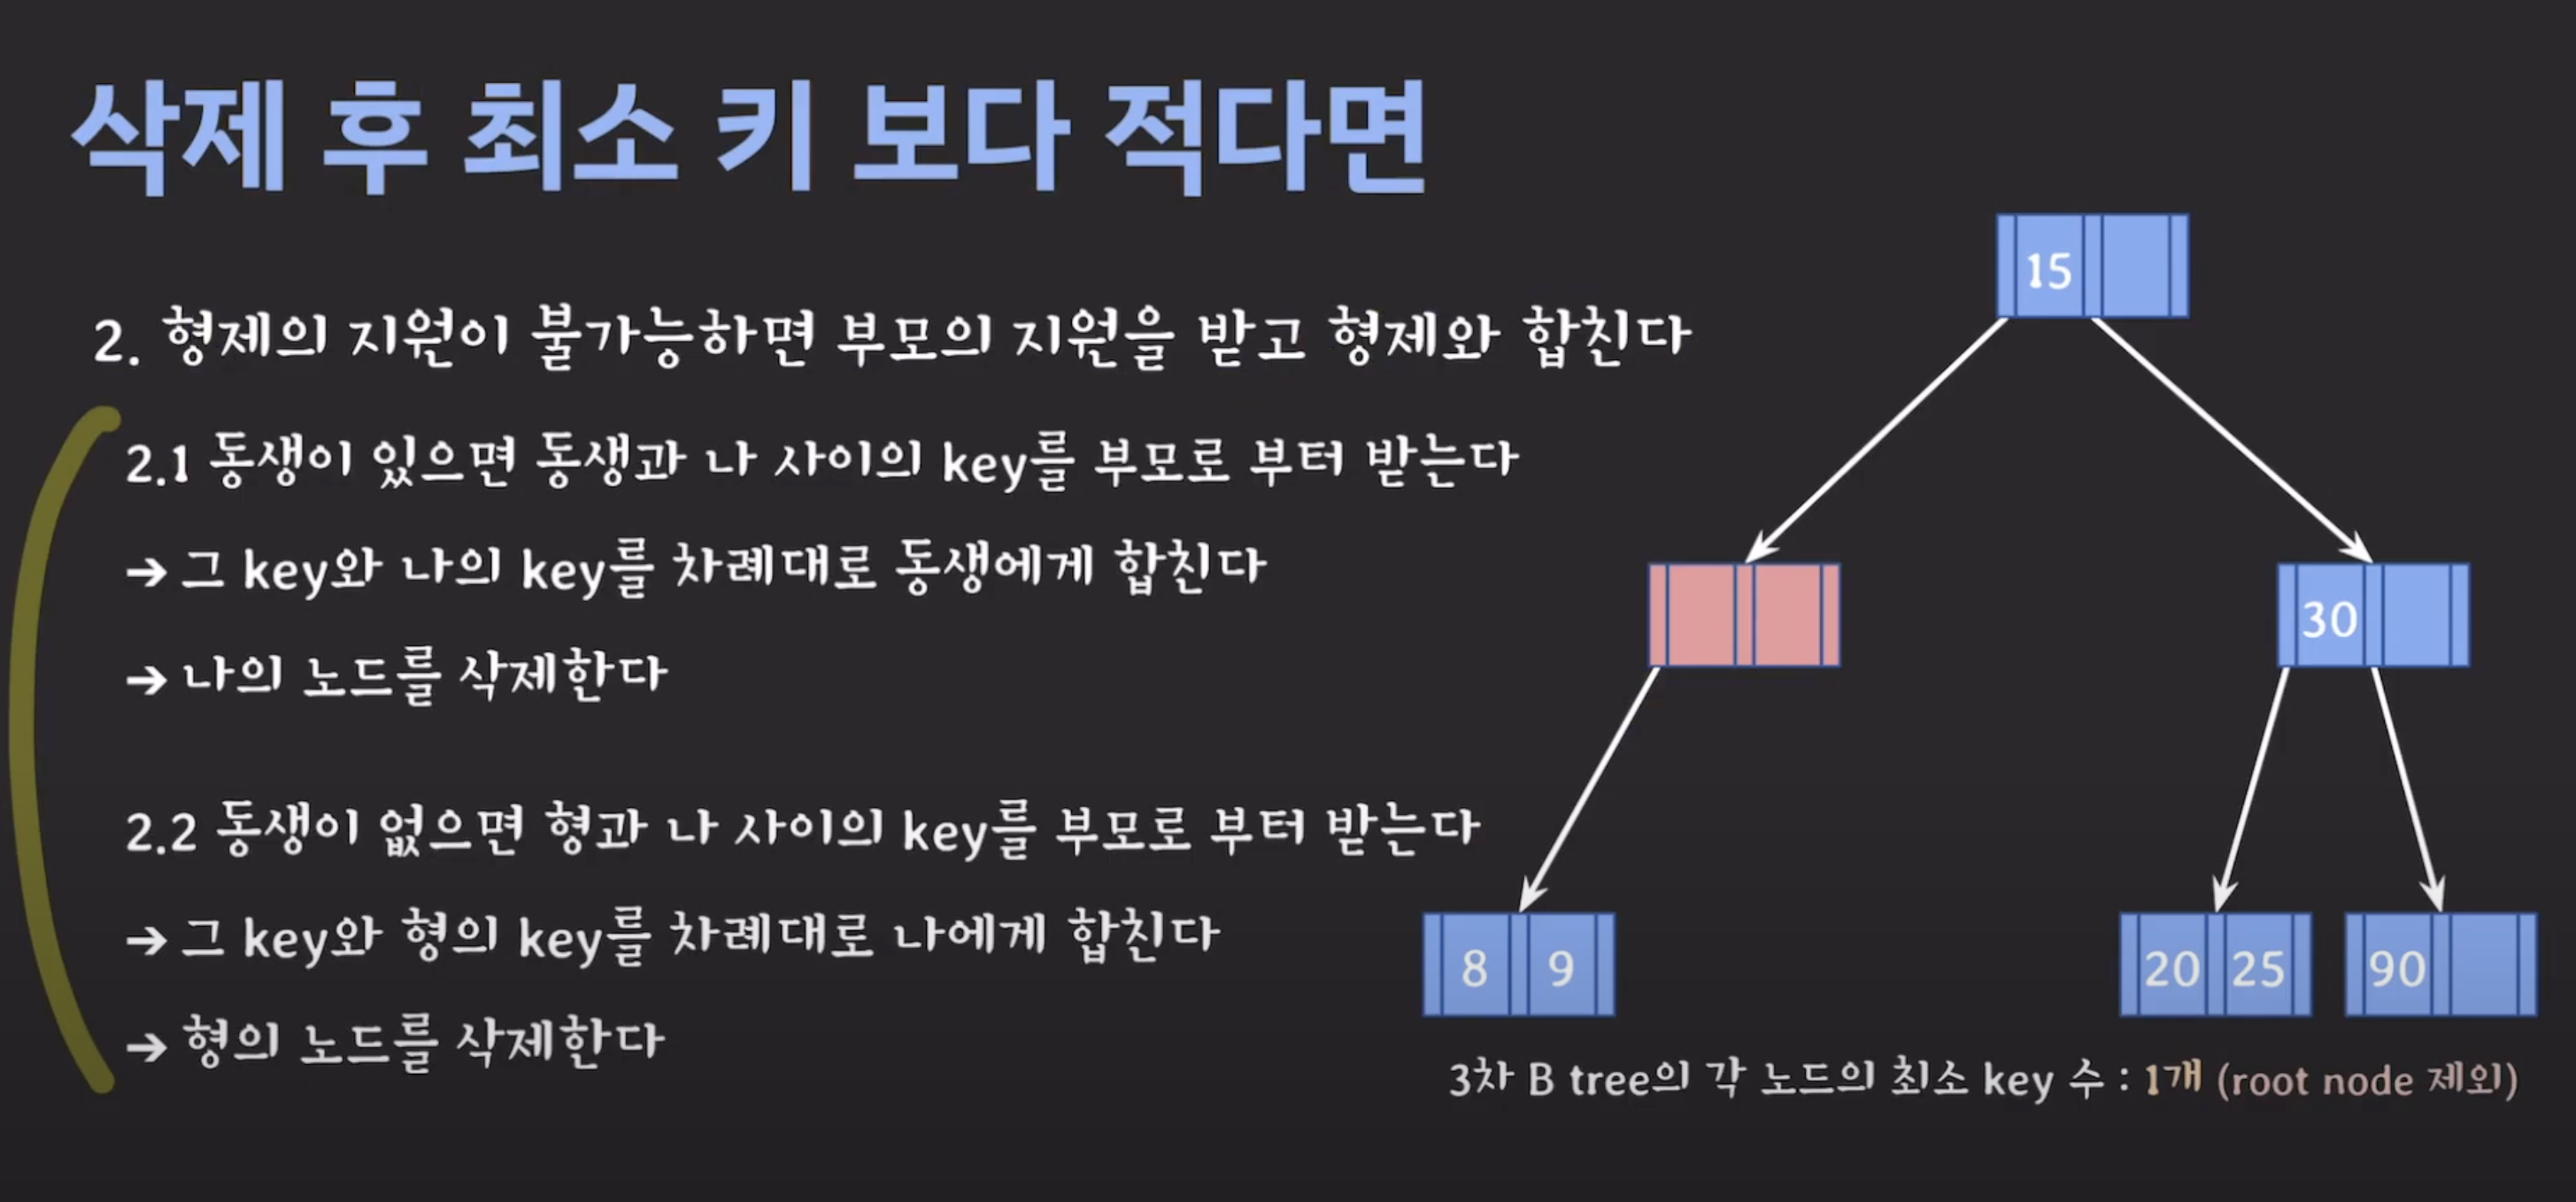 삭제 후 최소 키 보다 적다면
2. 형제의 지원이 불가능하면 부모의 지원을 받고 형제와 합친다
2.1 동생이 있으면 동생과 나 사이의 key를 부모로 부터 받는다
→ 그 key와 나의 key를 차례대로 동생에게 합친다
→ 나의 노드를 삭제한다
2.2 동생이 없으면 형과 나 사이의 key를 부모로 부터 받는다
→ 그 key와 형의 key를 차례대로 나에게 합친다
→ 형의 노드를 삭제한다
15
30
8 9
20 25
90
3차 B tree의 각 노드의 최소 key 수 : 1개 (root node 제외)